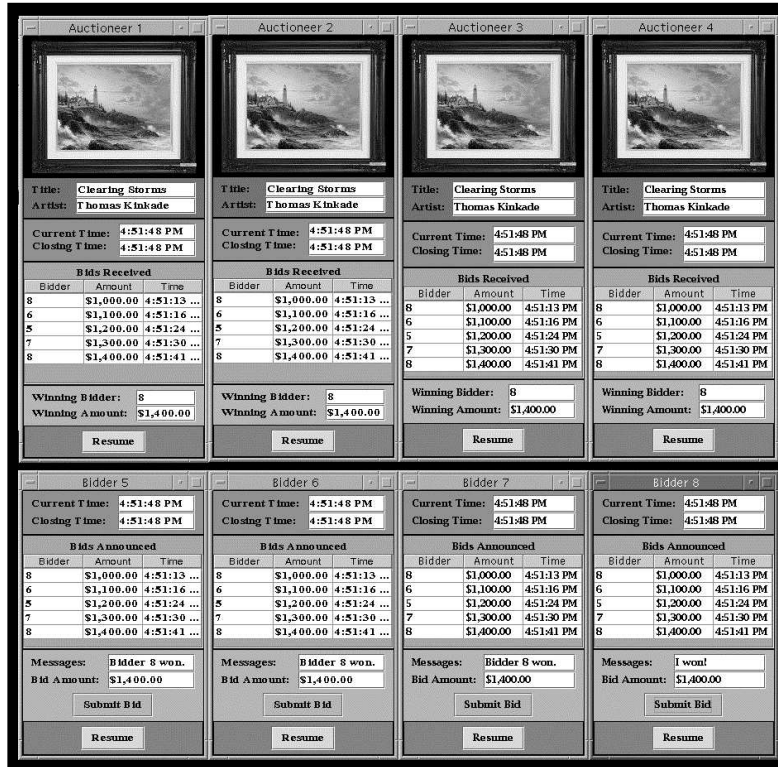 Auctioneer 1
Title: Clearing Storms
Artist: Thomas Kinkade
Current Time: 4:51:48 PM
Closing Time: 4:51:48 PM
Bids Received
Bidder Amount Time
8 $1,000.00 4:51:13 ...
6 $1,100.00 4:51:16 ...
5 $1,200.00 4:51:24 ...
7 $1,300.00 4:51:30 ...
8 $1,400.00 4:51:41 ...
Winning Bidder: 8
Winning Amount: $1,400.00
Resume
Auctioneer 2
Title: Clearing Storms
Artist: Thomas Kinkade
Current Time: 4:51:48 PM
Closing Time: 4:51:48 PM
Bids Received
Bidder Amount Time
8 $1,000.00 4:51:13 ...
6 $1,100.00 4:51:16 ...
5 $1,200.00 4:51:24 ...
7 $1,300.00 4:51:30 ...
8 $1,400.00 4:51:41 ...
Winning Bidder: 8
Winning Amount: $1,400.00
Resume
Auctioneer 3
Title: Clearing Storms
Artist: Thomas Kinkade
Current Time: 4:51:48 PM
Closing Time: 4:51:48 PM
Bids Received
Bidder Amount Time
8 $1,000.00 4:51:13 PM
6 $1,100.00 4:51:16 PM
5 $1,200.00 4:51:24 PM
7 $1,300.00 4:51:30 PM
8 $1,400.00 4:51:41 PM
Winning Bidder: 8
Winning Amount: $1,400.00
Resume
Auctioneer 4
Title: Clearing Storms
Artist: Thomas Kinkade
Current Time: 4:51:48 PM
Closing Time: 4:51:48 PM
Bids Received
Bidder Amount Time
8 $1,000.00 4:51:13 PM
6 $1,100.00 4:51:16 PM
5 $1,200.00 4:51:24 PM
7 $1,300.00 4:51:30 PM
8 $1,400.00 4:51:41 PM
Winning Bidder: 8
Winning Amount: $1,400.00
Resume
Bidder 5
Current Time: 4:51:48 PM
Closing Time: 4:51:48 PM
Bids Announced
Bidder Amount Time
8 $1,000.00 4:51:13 ...
6 $1,100.00 4:51:16 ...
5 $1,200.00 4:51:24 ...
7 $1,300.00 4:51:30 ...
8 $1,400.00 4:51:41 ...
Messages: Bidder 8 won.
Bid Amount: $1,400.00
Submit Bid
Resume
Bidder 6
Current Time: 4:51:48 PM
Closing Time: 4:51:48 PM
Bids Announced
Bidder Amount Time
8 $1,000.00 4:51:13 ...
6 $1,100.00 4:51:16 ...
5 $1,200.00 4:51:24 ...
7 $1,300.00 4:51:30 ...
8 $1,400.00 4:51:41 ...
Messages: Bidder 8 won.
Bid Amount: $1,400.00
Submit Bid
Resume
Bidder 7
Current Time: 4:51:48 PM
Closing Time: 4:51:48 PM
Bids Announced
Bidder Amount Time
8 $1,000.00 4:51:13 PM
6 $1,100.00 4:51:16 PM
5 $1,200.00 4:51:24 PM
7 $1,300.00 4:51:30 PM
8 $1,400.00 4:51:41 PM
Messages: Bidder 8 won.
Bid Amount: $1,400.00
Submit Bid
Resume
Bidder 8
Current Time: 4:51:48 PM
Closing Time: 4:51:48 PM
Bids Announced
Bidder Amount Time
8 $1,000.00 4:51:13 PM
6 $1,100.00 4:51:16 PM
5 $1,200.00 4:51:24 PM
7 $1,300.00 4:51:30 PM
8 $1,400.00 4:51:41 PM
Messages: I won!
Bid Amount: $1,400.00
Submit Bid
Resume